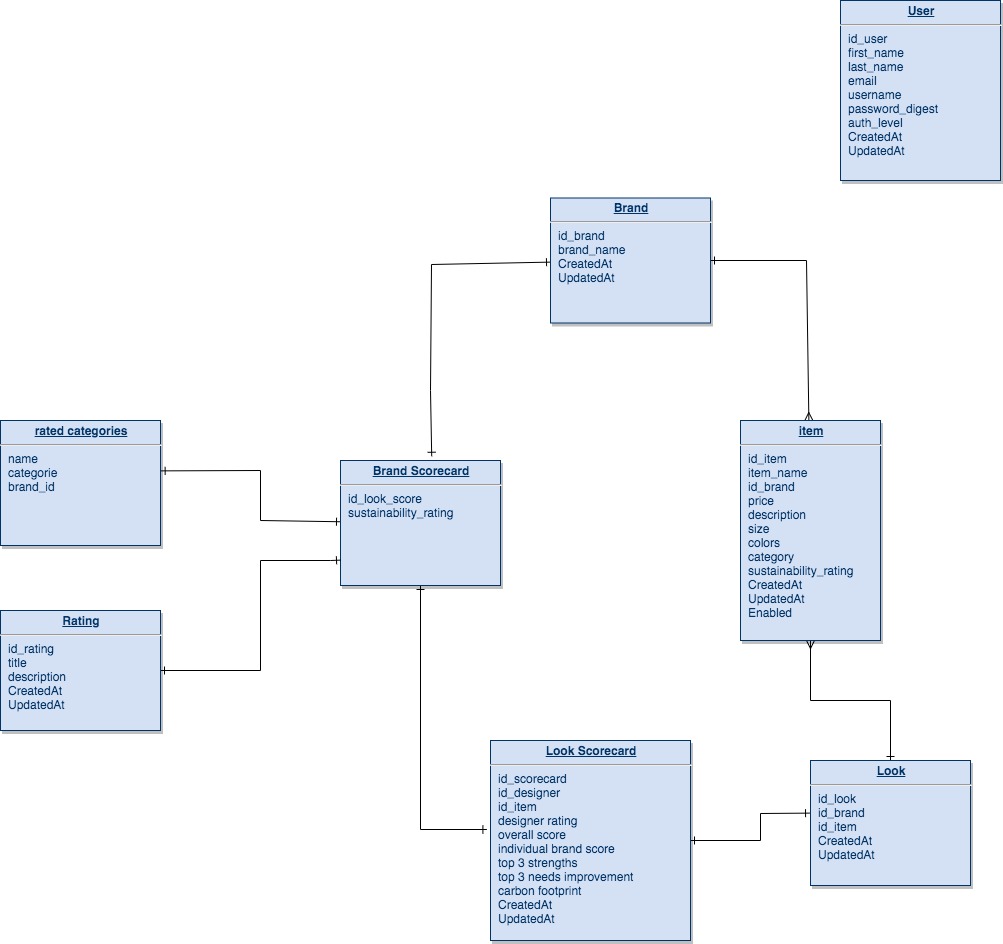 User
id_user
first_name
last_name
email
username
password_digest
auth_level
CreatedAt
UpdatedAt
Brand
id_brand
brand_name
CreatedAt
UpdatedAt
rated categories
name
categorie
brand_id
Brand Scorecard
id_look_score
sustainability_rating
item
id_item
item_name
id_brand
price
description
size
colors
category
sustainability_rating
CreatedAt
UpdatedAt
Enabled
Rating
id_rating
title
description
CreatedAt
UpdatedAt
Look Scorecard
id_scorecard
id_designer
id_item
designer rating
overall score
individual brand score
top 3 strengths
top 3 needs improvement
carbon footprint
CreatedAt
UpdatedAt
Look
id_look
id_brand
id_item
CreatedAt
UpdatedAt